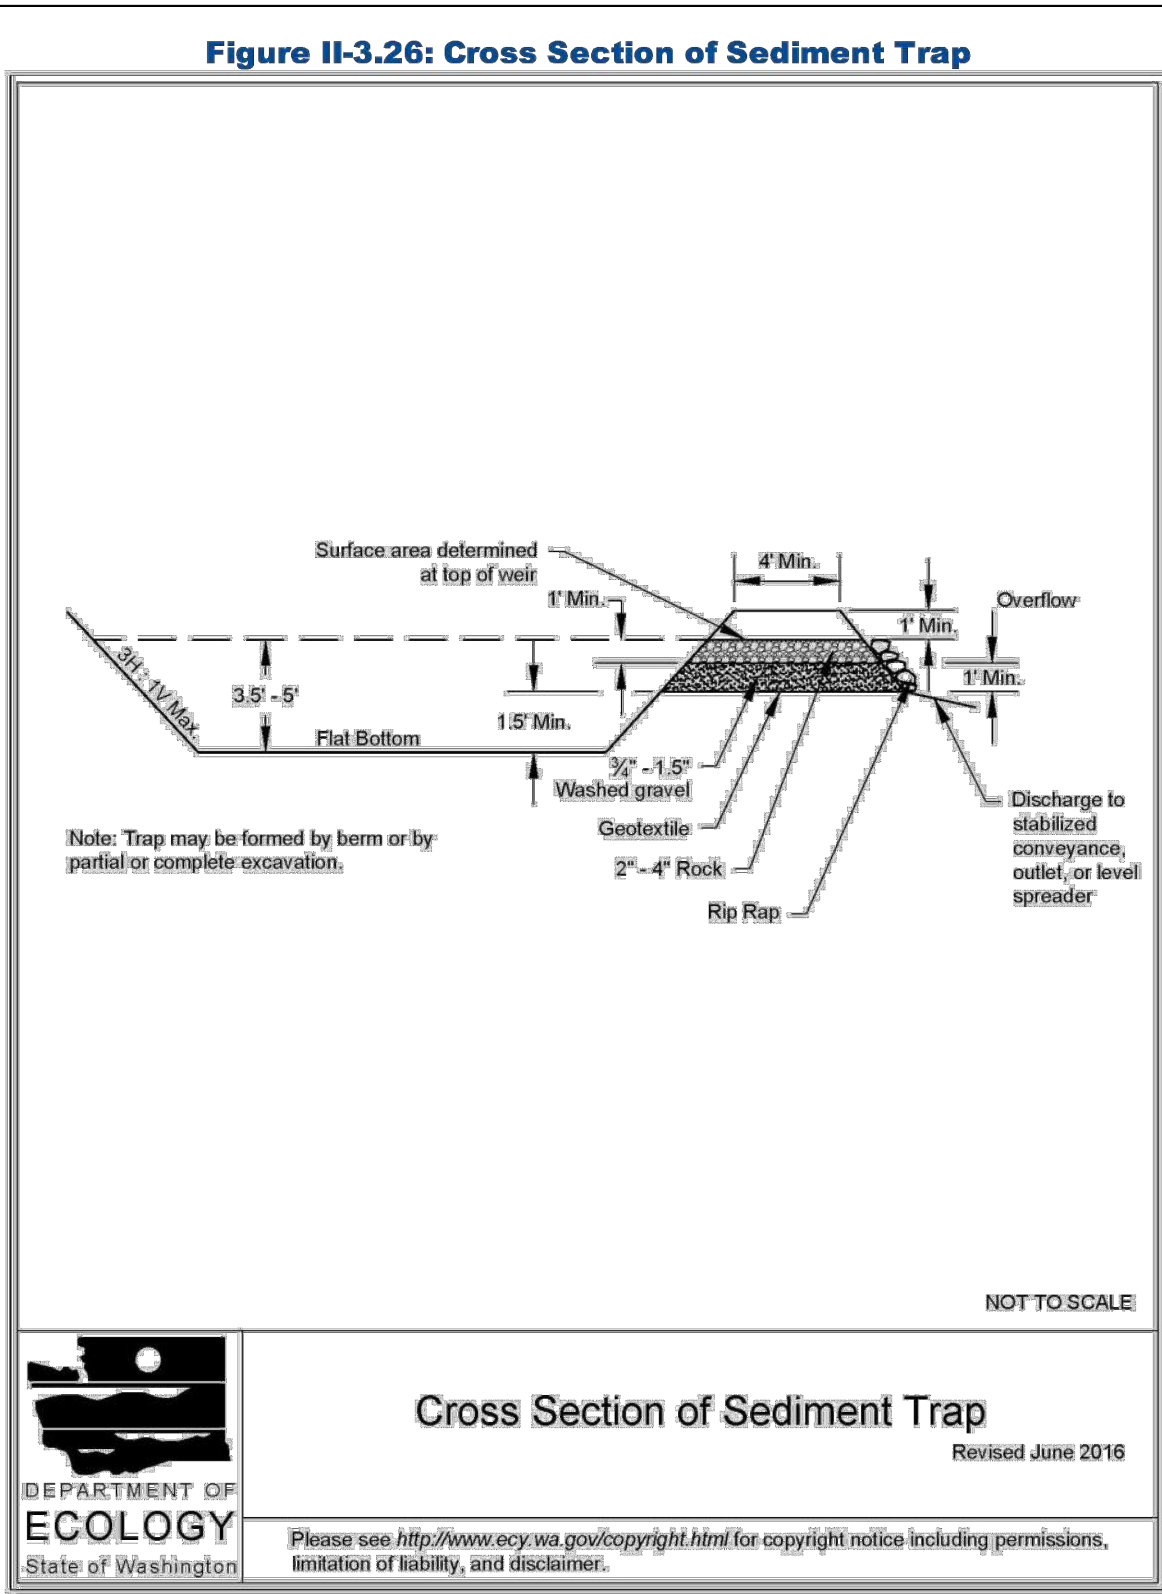 Figure II-3.26: Cross Section of Sediment Trap
Surface area determined
at top of weir
4' Min.
1' Min.
Overflow
1' Min.
3H : 1V Max.
3.5' - 5'
1' Min.
1.5' Min.
Flat Bottom
¾" - 1.5"
Washed gravel
Geotextile
2" - 4" Rock
Rip Rap
Discharge to
stabilized
conveyance,
outlet, or level
spreader
Note: Trap may be formed by berm or by
partial or complete excavation.
NOT TO SCALE
Cross Section of Sediment Trap
Revised June 2016
DEPARTMENT OF
ECOLOGY
State of Washington
Please see http://www.ecy.wa.gov/copyright.html for copyright notice including permissions,
limitation of liability, and disclaimer.